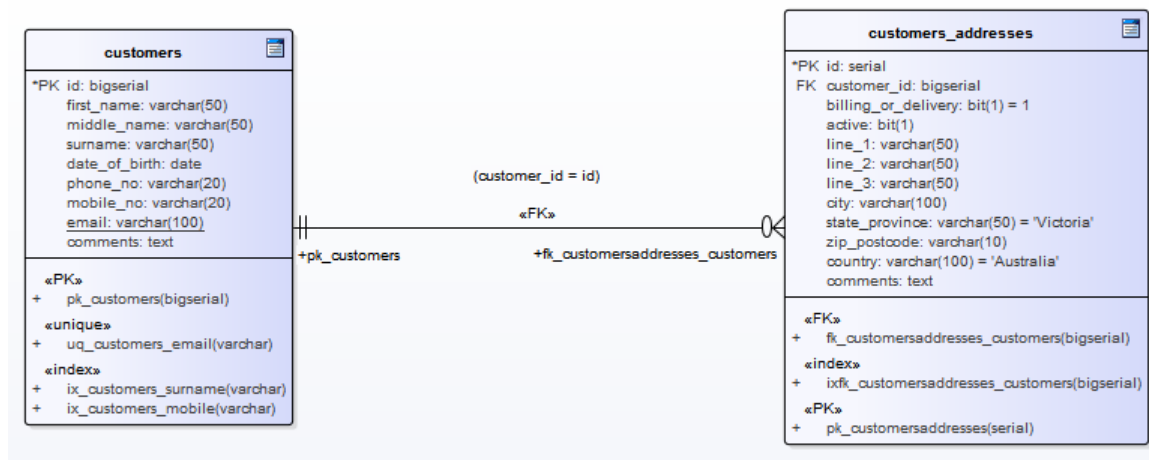 customers
*PK id: bigserial
first_name: varchar(50)
middle_name: varchar(50)
surname: varchar(50)
date_of_birth: date
phone_no: varchar(20)
mobile_no: varchar(20)
email: varchar(100)
comments: text
«PK»
+ pk_customers(bigserial)
«unique»
+ uq_customers_email(varchar)
«index»
+ ix_customers_surname(varchar)
+ ix_customers_mobile(varchar)
(customer_id = id)
«FK»
+pk_customers
+fk_customersaddresses_customers
customers_addresses
*PK id: serial
FK customer_id: bigserial
billing_or_delivery: bit(1) = 1
active: bit(1)
line_1: varchar(50)
line_2: varchar(50)
line_3: varchar(50)
city: varchar(100)
state_province: varchar(50) = 'Victoria'
zip_postcode: varchar(10)
country: varchar(100) = 'Australia'
comments: text
«FK»
+ fk_customersaddresses_customers(bigserial)
«index»
+ ixfk_customersaddresses_customers(bigserial)
«PK»
+ pk_customersaddresses(serial)